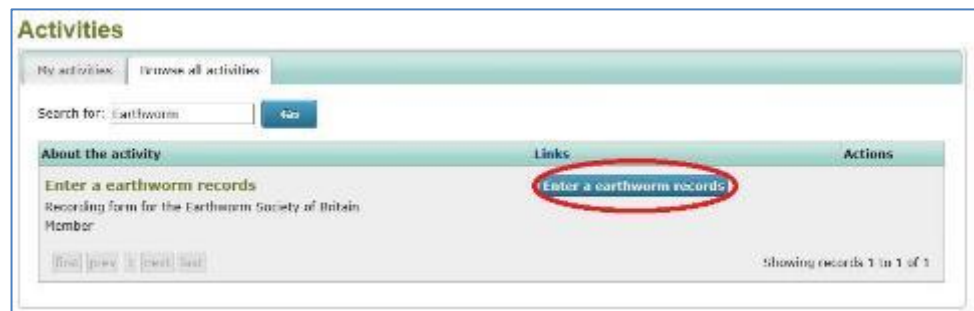 Activities
My activities Browse all activities
Search for: Earthworm Go
About the activity Links Actions
Enter a earthworm records Enter a earthworm records
Recording form for the Earthworm Society of Britain
Member
first prev 1 next last Showing records 1 to 1 of 1